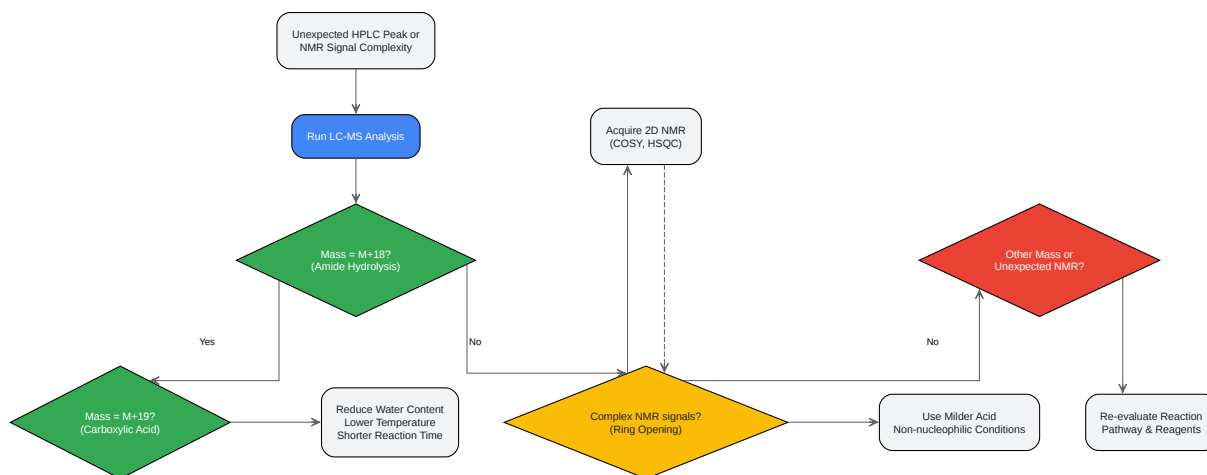 Unexpected HPLC Peak or
NMR Signal Complexity
Run LC-MS Analysis
Acquire 2D NMR
(COSY, HSQC)
Mass = M+18?
(Amide Hydrolysis)
Other Mass or
Unexpected NMR?
Yes
No
No
Mass = M+19?
(Carboxylic Acid)
Reduce Water Content
Lower Temperature
Shorter Reaction Time
Complex NMR signals?
(Ring Opening)
Use Milder Acid
Non-nucleophilic Conditions
Re-evaluate Reaction
Pathway & Reagents